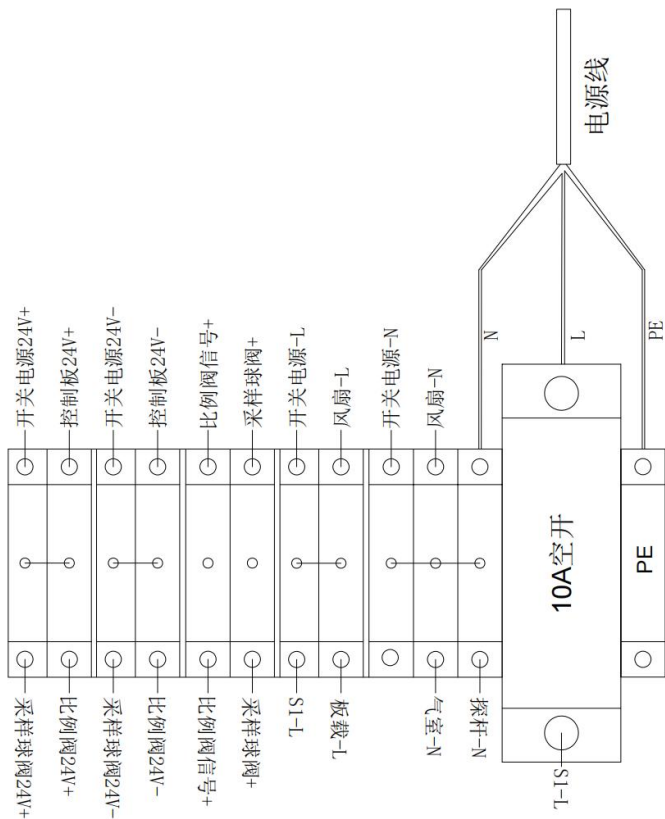 电源线
N
L
PE
开关电源24V+
控制板24V+
开关电源24V-
控制板24V-
比例阀信号+
采样球阀+
开关电源-L
风扇-L
开关电源-N
风扇-N
10A空开
PE
采样球阀24V+
比例阀24V+
采样球阀24V-
比例阀24V-
比例阀信号+
采样球阀+
S1-L
板载-L
气室-N
探杆-N
S1-L